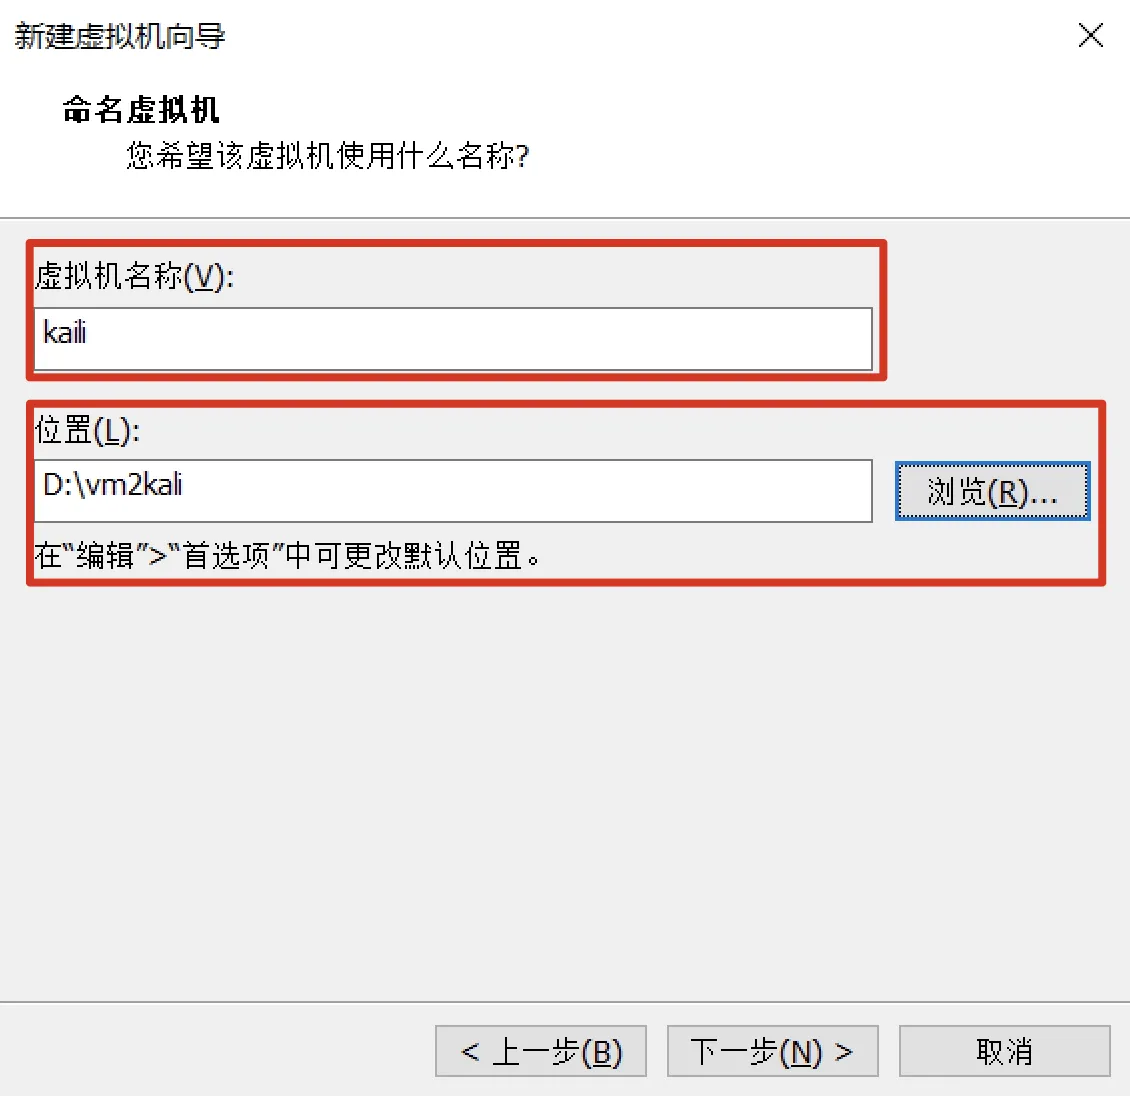 新建虚拟机向导
命名虚拟机
您希望该虚拟机使用什么名称?
虚拟机名称(V):
kaili
位置(L):
D:\vm2kali
浏览(R)...
在“编辑”>“首选项”中可更改默认位置。
< 上一步(B)
下一步(N) >
取消